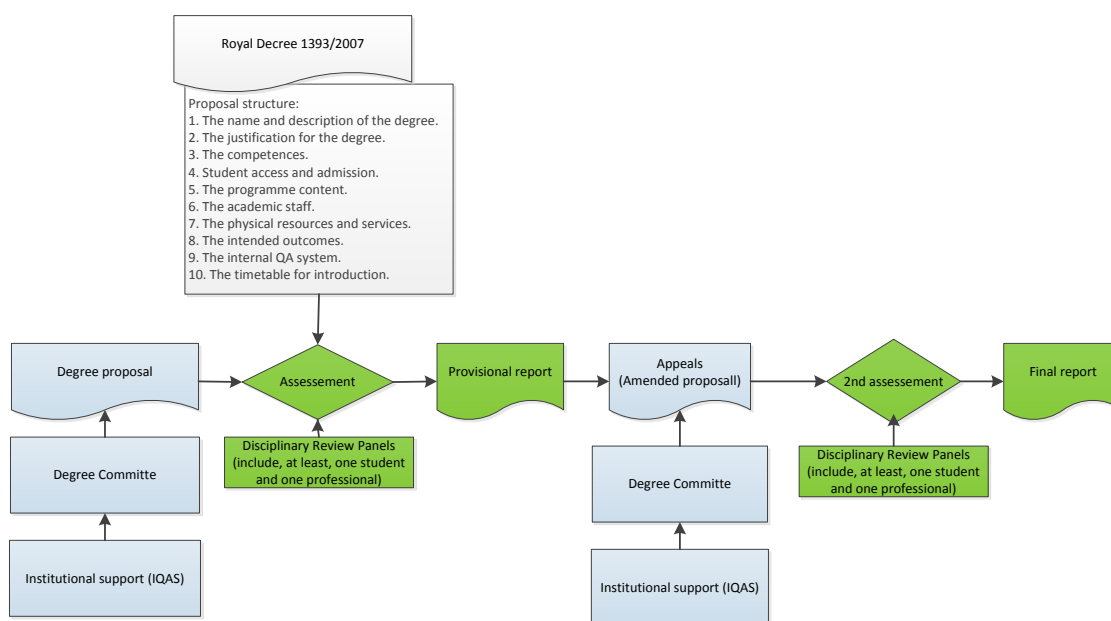 Royal Decree 1393/2007
Proposal structure:
1. The name and description of the degree.
2. The justification for the degree.
3. The competences.
4. Student access and admission.
5. The programme content.
6. The academic staff.
7. The physical resources and services.
8. The intended outcomes.
9. The internal QA system.
10. The timetable for introduction.
Degree proposal
Assessement
Provisional report
Appeals
(Amended proposall)
2nd assessement
Final report
Degree Committe
Disciplinary Review Panels
(include, at least, one student
and one professional)
Degree Committe
Disciplinary Review Panels
(include, at least, one student
and one professional)
Institutional support (IQAS)
Institutional support (IQAS)